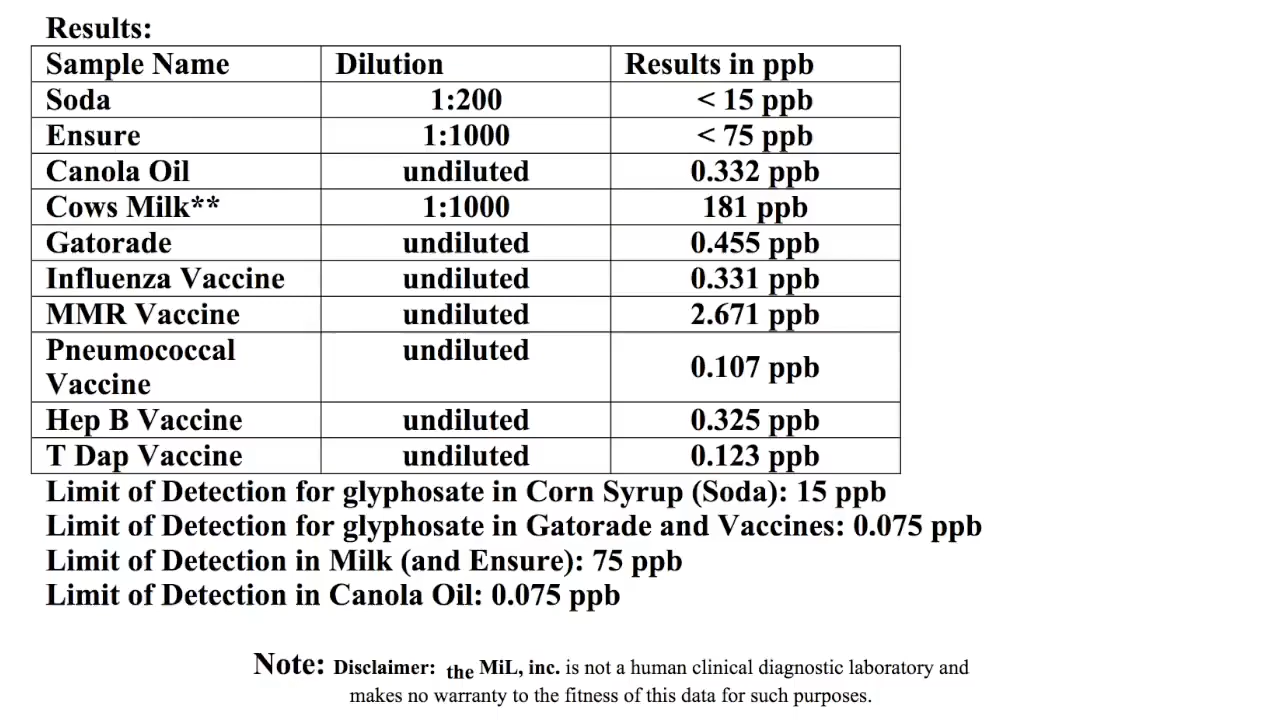 Results:
Sample Name Dilution Results in ppb
Soda 1:200 < 15 ppb
Ensure 1:1000 < 75 ppb
Canola Oil undiluted 0.332 ppb
Cows Milk** 1:1000 181 ppb
Gatorade undiluted 0.455 ppb
Influenza Vaccine undiluted 0.331 ppb
MMR Vaccine undiluted 2.671 ppb
Pneumococcal undiluted 0.107 ppb
Vaccine
Hep B Vaccine undiluted 0.325 ppb
T Dap Vaccine undiluted 0.123 ppb
Limit of Detection for glyphosate in Corn Syrup (Soda): 15 ppb
Limit of Detection for glyphosate in Gatorade and Vaccines: 0.075 ppb
Limit of Detection in Milk (and Ensure): 75 ppb
Limit of Detection in Canola Oil: 0.075 ppb
Note: Disclaimer: the MiL, inc. is not a human clinical diagnostic laboratory and
makes no warranty to the fitness of this data for such purposes.